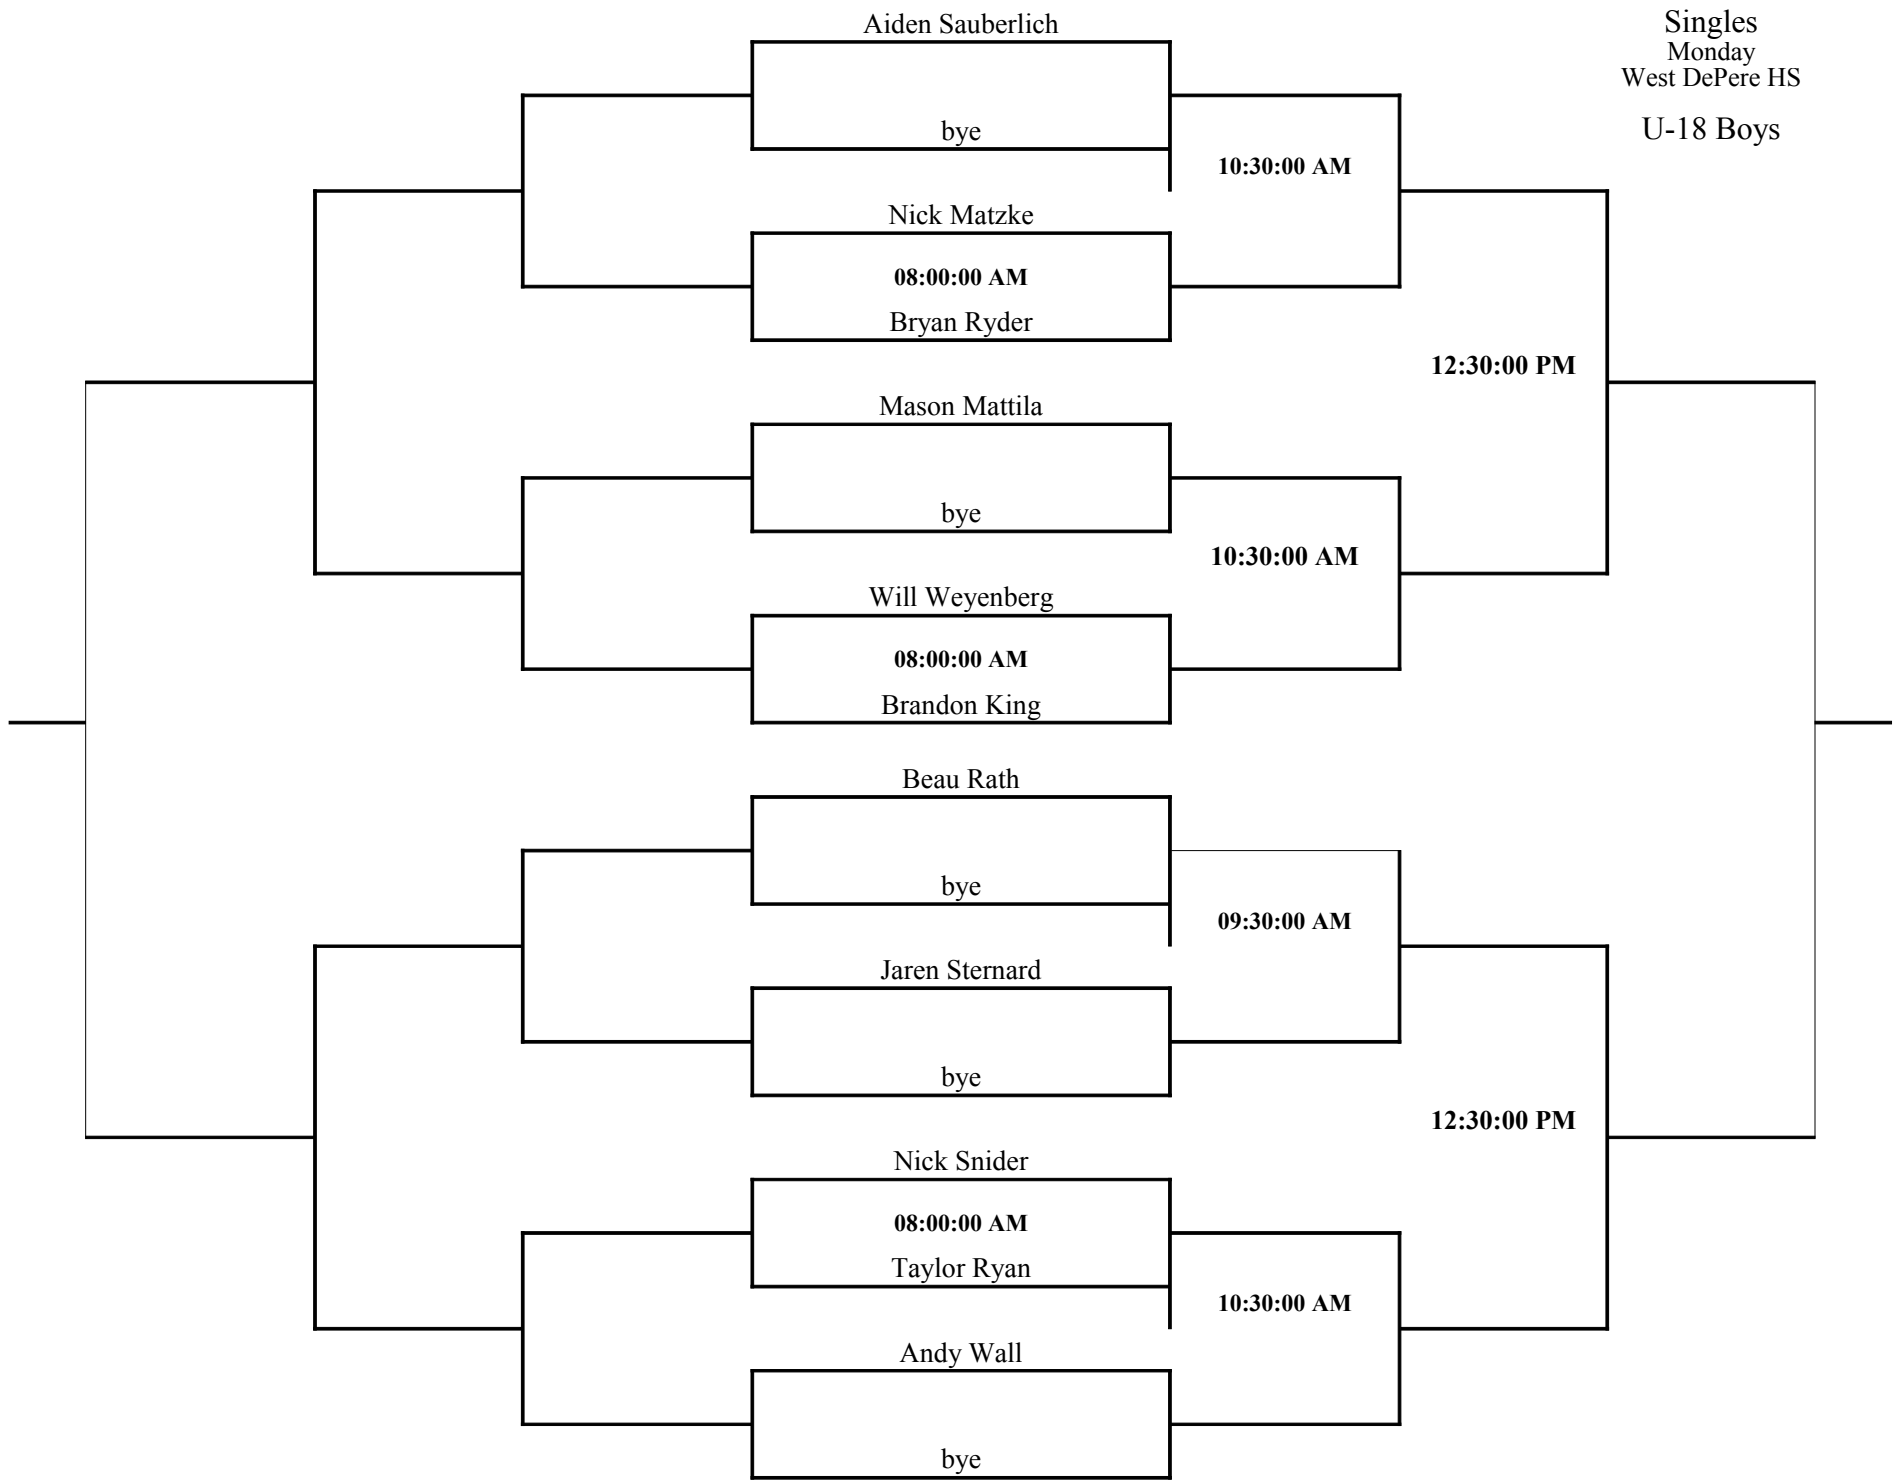 Aiden Sauberlich
Singles
Monday
West DePere HS
U-18 Boys
bye
10:30:00 AM
Nick Matzke
08:00:00 AM
Bryan Ryder
12:30:00 PM
Mason Mattila
bye
10:30:00 AM
Will Weyenberg
08:00:00 AM
Brandon King
Beau Rath
bye
09:30:00 AM
Jaren Sternard
bye
12:30:00 PM
Nick Snider
08:00:00 AM
Taylor Ryan
10:30:00 AM
Andy Wall
bye